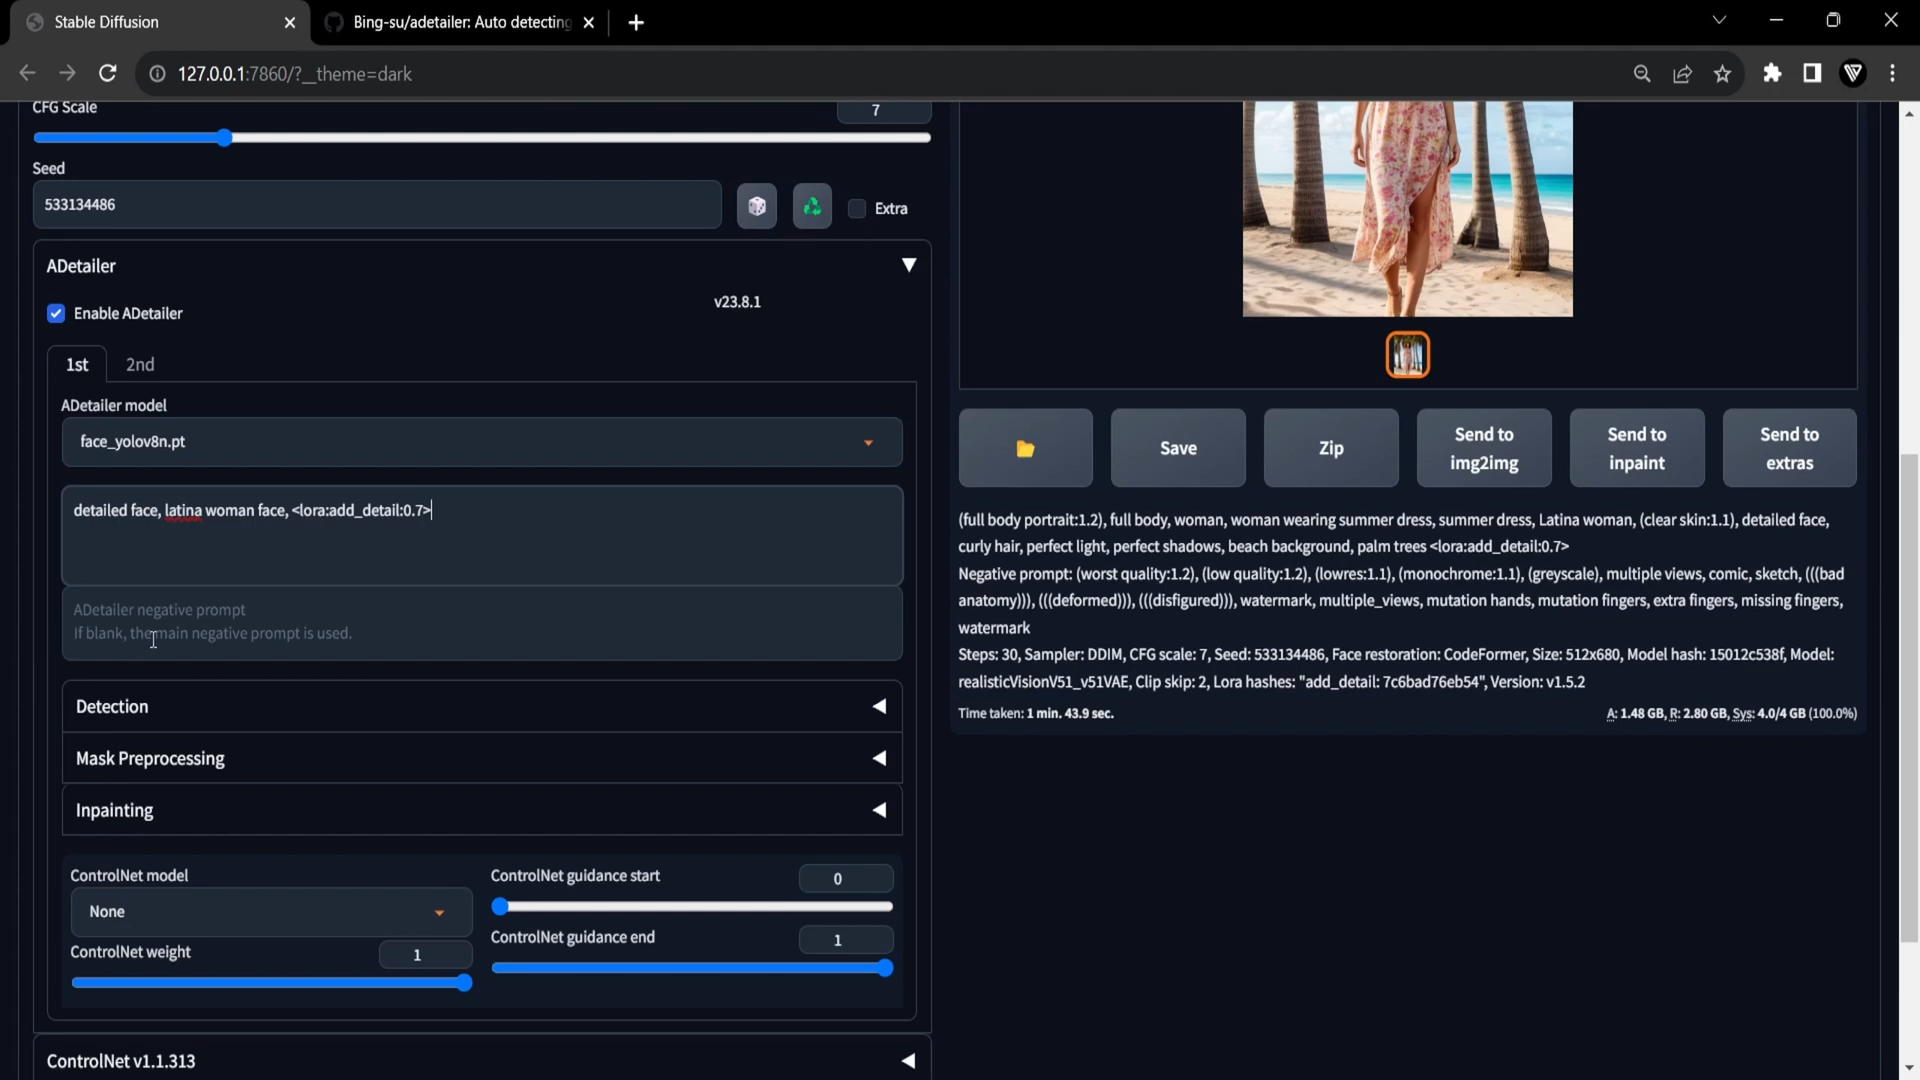 Stable Diffusion
Bing-su/adetailer: Auto detecting
127.0.0.1:7860/?__theme=dark
CFG Scale
7
Seed
533134486
Extra
ADetailer
v23.8.1
Enable ADetailer
1st
2nd
ADetailer model
face_yolov8n.pt
detailed face, latina woman face, <lora:add_detail:0.7>
ADetailer negative prompt
If blank, the main negative prompt is used.
Detection
Mask Preprocessing
Inpainting
ControlNet model
None
ControlNet weight
1
ControlNet guidance start
0
ControlNet guidance end
1
ControlNet v1.1.313
Save
Zip
Send to
img2img
Send to
inpaint
Send to
extras
(full body portrait:1.2), full body, woman, woman wearing summer dress, summer dress, Latina woman, (clear skin:1.1), detailed face,
curly hair, perfect light, perfect shadows, beach background, palm trees <lora:add_detail:0.7>
Negative prompt: (worst quality:1.2), (low quality:1.2), (lowres:1.1), (monochrome:1.1), (greyscale), multiple views, comic, sketch, (((bad
anatomy))), (((deformed))), (((disfigured))), watermark, multiple_views, mutation hands, mutation fingers, extra fingers, missing fingers,
watermark
Steps: 30, Sampler: DDIM, CFG scale: 7, Seed: 533134486, Face restoration: CodeFormer, Size: 512x680, Model hash: 15012c538f, Model:
realisticVisionV51_v51VAE, Clip skip: 2, Lora hashes: "add_detail: 7c6bad76eb54", Version: v1.5.2
Time taken: 1 min. 43.9 sec.
A: 1.48 GB, R: 2.80 GB, Sys: 4.0/4 GB (100.0%)